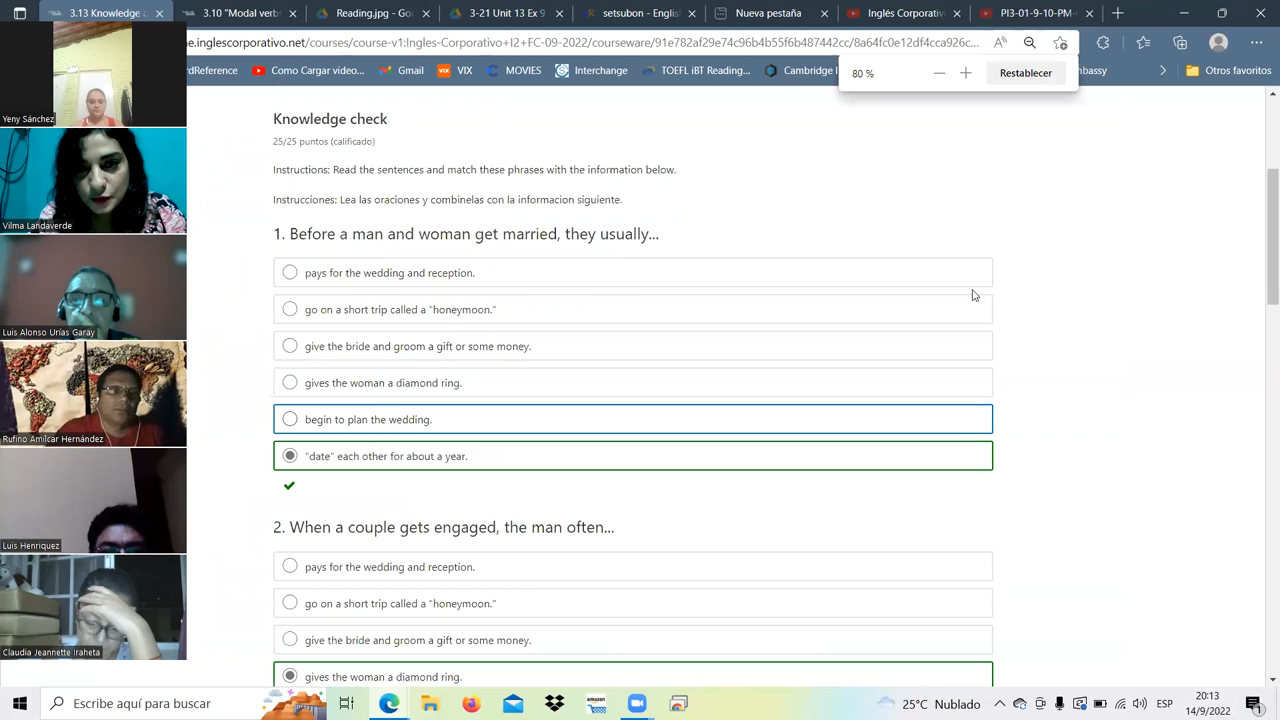 3.13 Knowledge c
3.10 "Modal verb
Reading.jpg - Go
3.1 Unit 13 Ex 9
setsubon - Englis
Nueva p
Ingles Corpo
PI3-01-9-10-PM-
ne.inglescorporativo.net/courses/course-v1:Ingles-Corporativo+I2+FC-09-2022/courseware/91e782af29e74c96b4b55f6b487442cc/8a64fc0e12df4cca926c...
rdReference
Como Cargar video...
Gmail
VIX
MOVIES
Interchange
TOEFL iBT Reading...
Cambridge
mbassy
Otros favoritos
80 %
Restablecer
Yeny Sánchez
Vilma Landaverde
Luis Alonso Urías Garay
Rufino Amílcar Hernández
Luis Henriquez
Claudia Jeannette Iraheta
Knowledge check
25/25 puntos (calificado)
Instructions: Read the sentences and match these phrases with the information below.
Instrucciones: Lea las oraciones y combinelas con la informacion siguiente.
1. Before a man and woman get married, they usually...
pays for the wedding and reception.
go on a short trip called a "honeymoon."
give the bride and groom a gift or some money.
gives the woman a diamond ring.
begin to plan the wedding.
"date" each other for about a year.
2. When a couple gets engaged, the man often...
pays for the wedding and reception.
go on a short trip called a "honeymoon."
give the bride and groom a gift or some money.
gives the woman a diamond ring.
Escribe aquí para buscar
25°C Nublado
ESP
20:13
14/9/2022